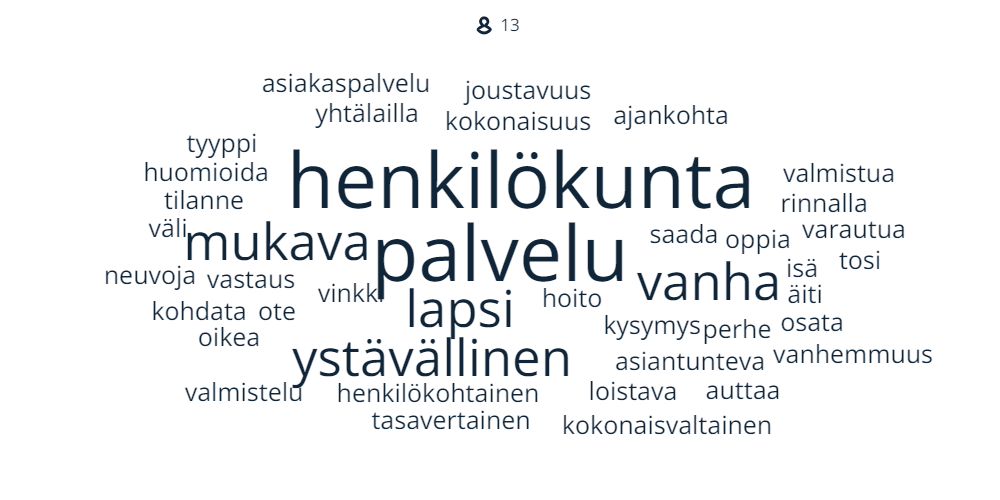 13
asiakaspalvelu joustavuus
yhtälailla kokonaisuus ajankohta
tyyppi
huomioida henkilökunta valmistua
tilanne rinnalla
väli mukava palvelu saada oppia varautua
neuvoja vastaus vinkki lapsi hoito vanha isä tosi
äiti
kohdata ote
oikea kysymys perhe osata
ystävällinen asiantunteva vanhemmuus
valmistelu henkilökohtainen loistava auttaa
tasavertainen kokonaisvaltainen